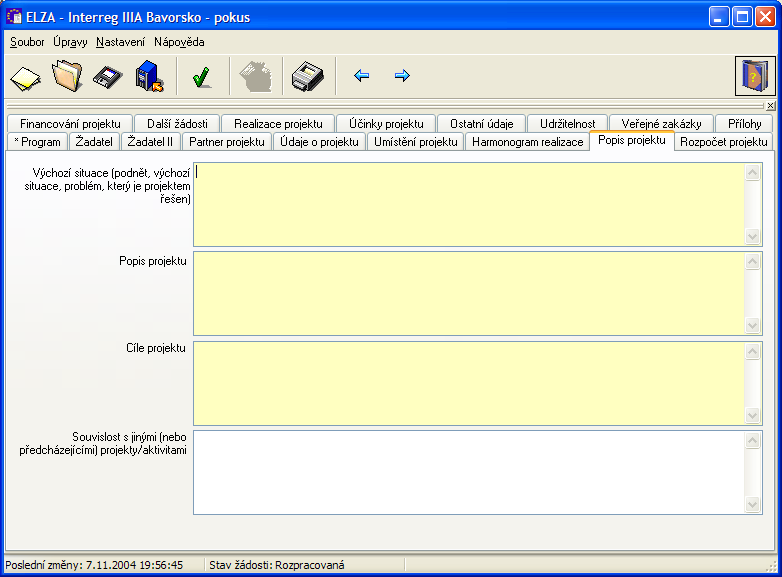 ELZA - Interreg IIIA Bavorsko - pokus
Soubor Úpravy Nastavení Nápověda
Financování projektu Další žádosti Realizace projektu Účinky projektu Ostatní údaje Udržitelnost Veřejné zakázky Přílohy
* Program Žadatel Žadatel II Partner projektu Údaje o projektu Umístění projektu Harmonogram realizace Popis projektu Rozpočet projektu
Výchozí situace (podnět, výchozí
situace, problém, který je projektem
řešen)
Popis projektu
Cíle projektu
Souvislost s jinými (nebo
předcházejícími) projekty/aktivitami
Poslední změny: 7.11.2004 19:56:45 Stav žádosti: Rozpracovaná